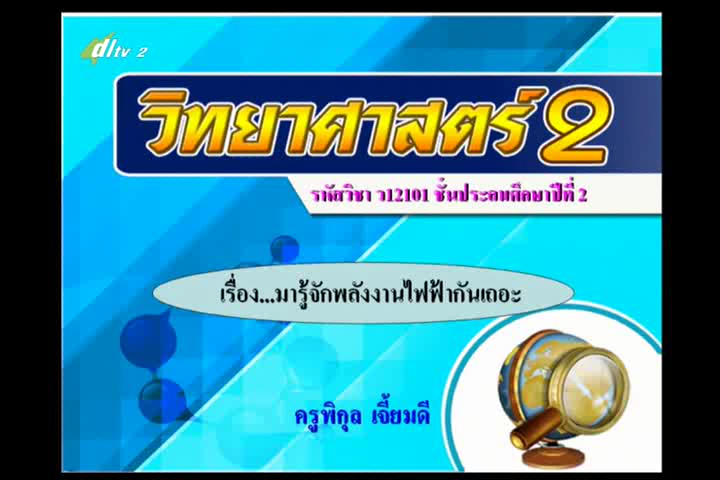 dltv 2
วิทยาศาสตร์ 2
รหัสวิชา ว12101 ชั้นประถมศึกษาปีที่ 2
เรื่อง...มารู้จักพลังงานไฟฟ้ากันเถอะ
ครูพิกุล เจี้ยมดี